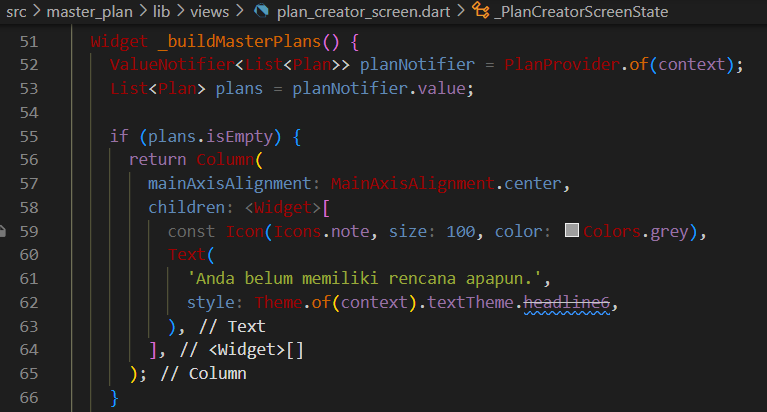 src > master_plan > lib > views > plan_creator_screen.dart > _PlanCreatorScreenState
51 Widget _buildMasterPlans() {
52 ValueNotifier<List<Plan>> planNotifier = PlanProvider.of(context);
53 List<Plan> plans = planNotifier.value;
54
55 if (plans.isEmpty) {
56 return Column(
57 mainAxisAlignment: MainAxisAlignment.center,
58 children: <Widget>[
59 const Icon(Icons.note, size: 100, color: Colors.grey),
60 Text(
61 'Anda belum memiliki rencana apapun.',
62 style: Theme.of(context).textTheme.headline6,
63 ), // Text
64 ], // <Widget>[]
65 ); // Column
66 }